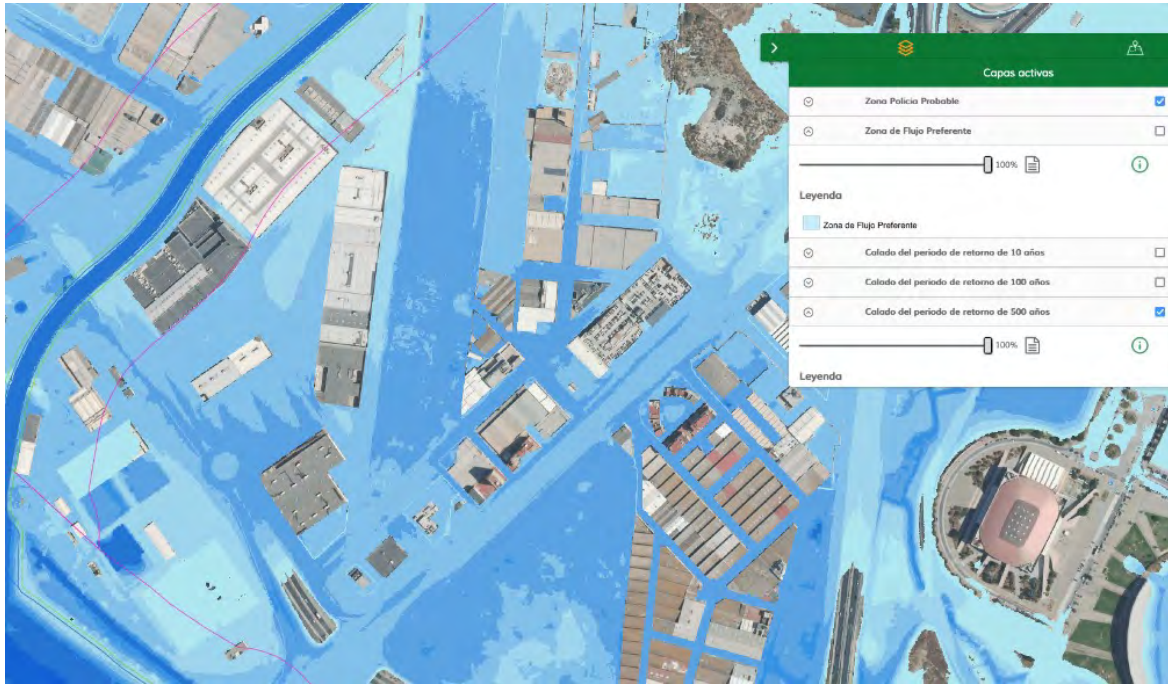 Capas activas
Zona Policía Probable
Zona de Flujo Preferente
100%
Leyenda
Zona de Flujo Preferente
Calado del periodo de retorno de 10 años
Calado del periodo de retorno de 100 años
Calado del periodo de retorno de 500 años
100%
Leyenda